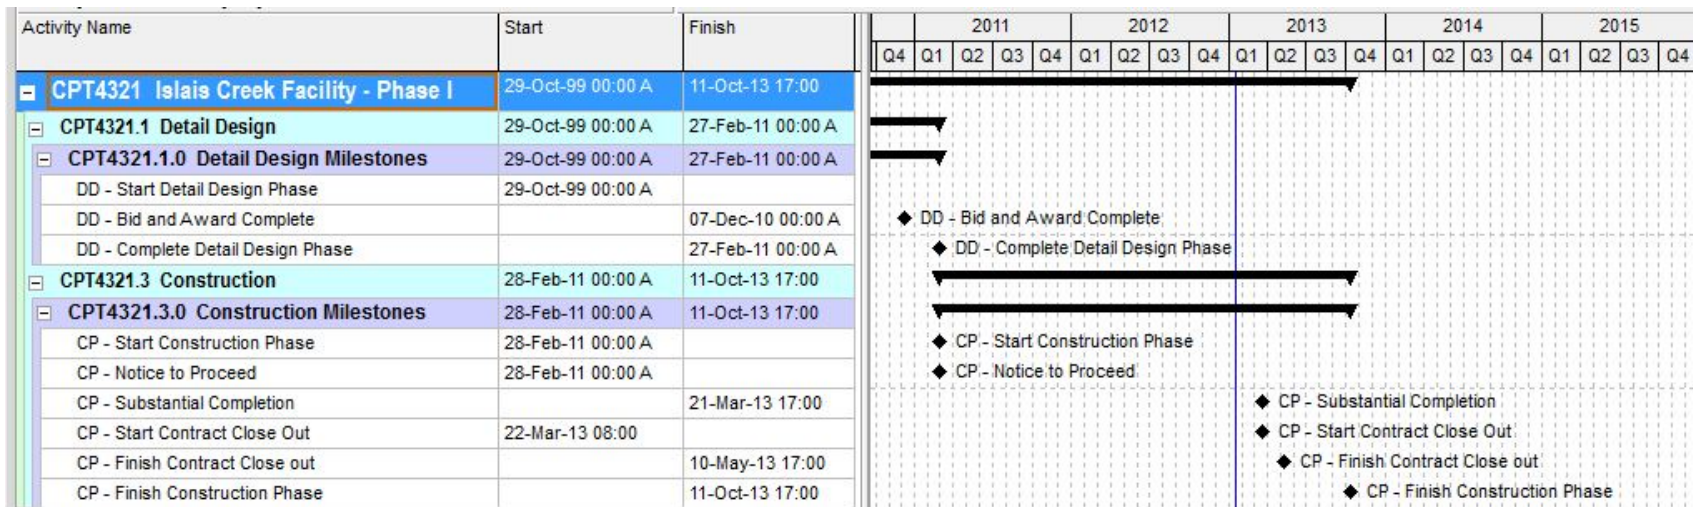 Activity Name Start Finish 2011 2012 2013 2014 2015
Q4 Q1 Q2 Q3 Q4 Q1 Q2 Q3 Q4 Q1 Q2 Q3 Q4 Q1 Q2 Q3 Q4 Q1 Q2 Q3 Q4
CPT4321 Islais Creek Facility - Phase I 29-Oct-99 00:00 A 11-Oct-13 17:00
CPT4321.1 Detail Design 29-Oct-99 00:00 A 27-Feb-11 00:00 A
CPT4321.1.0 Detail Design Milestones 29-Oct-99 00:00 A 27-Feb-11 00:00 A
DD - Start Detail Design Phase 29-Oct-99 00:00 A
DD - Bid and Award Complete 07-Dec-10 00:00 A DD - Bid and Award Complete
DD - Complete Detail Design Phase 27-Feb-11 00:00 A DD - Complete Detail Design Phase
CPT4321.3 Construction 28-Feb-11 00:00 A 11-Oct-13 17:00
CPT4321.3.0 Construction Milestones 28-Feb-11 00:00 A 11-Oct-13 17:00
CP - Start Construction Phase 28-Feb-11 00:00 A CP - Start Construction Phase
CP - Notice to Proceed 28-Feb-11 00:00 A CP - Notice to Proceed
CP - Substantial Completion 21-Mar-13 17:00 CP - Substantial Completion
CP - Start Contract Close Out 22-Mar-13 08:00 CP - Start Contract Close Out
CP - Finish Contract Close out 10-May-13 17:00 CP - Finish Contract Close out
CP - Finish Construction Phase 11-Oct-13 17:00 CP - Finish Construction Phase